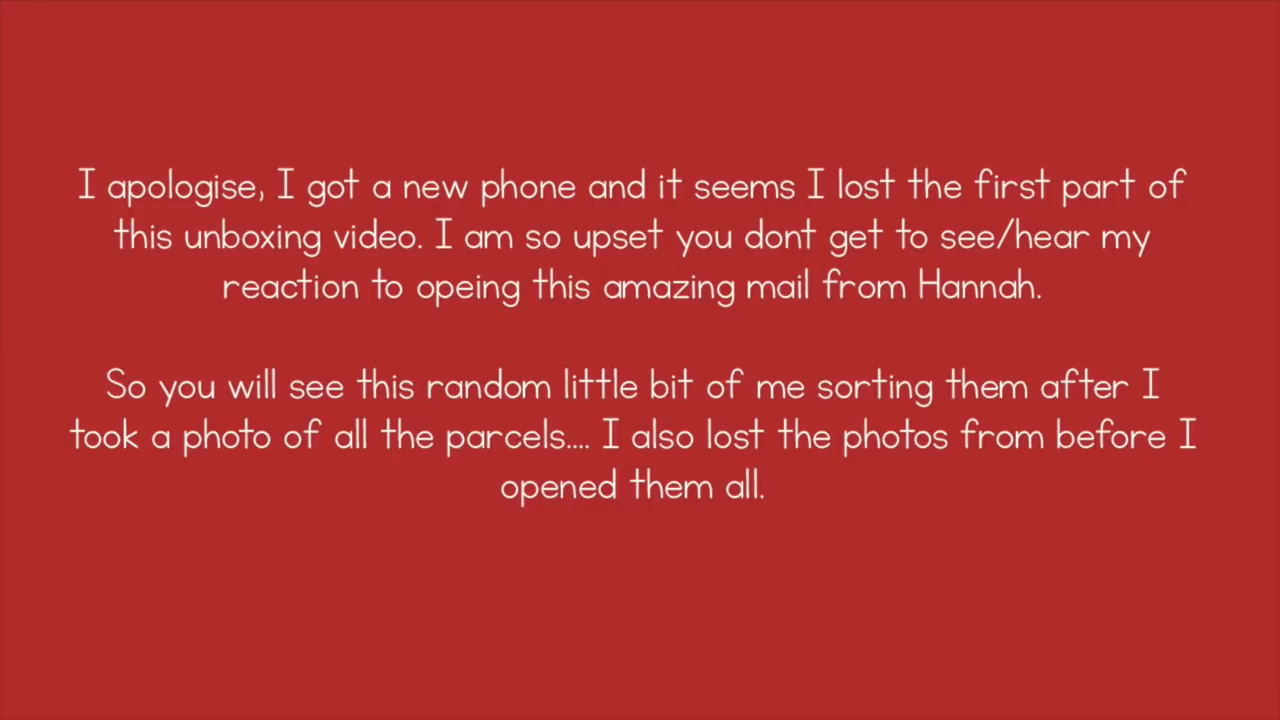 I apologise, I got a new phone and it seems I lost the first part of
this unboxing video. I am so upset you dont get to see/hear my
reaction to opeing this amazing mail from Hannah.
So you will see this random little bit of me sorting them after I
took a photo of all the parcels.... I also lost the photos from before I
opened them all.